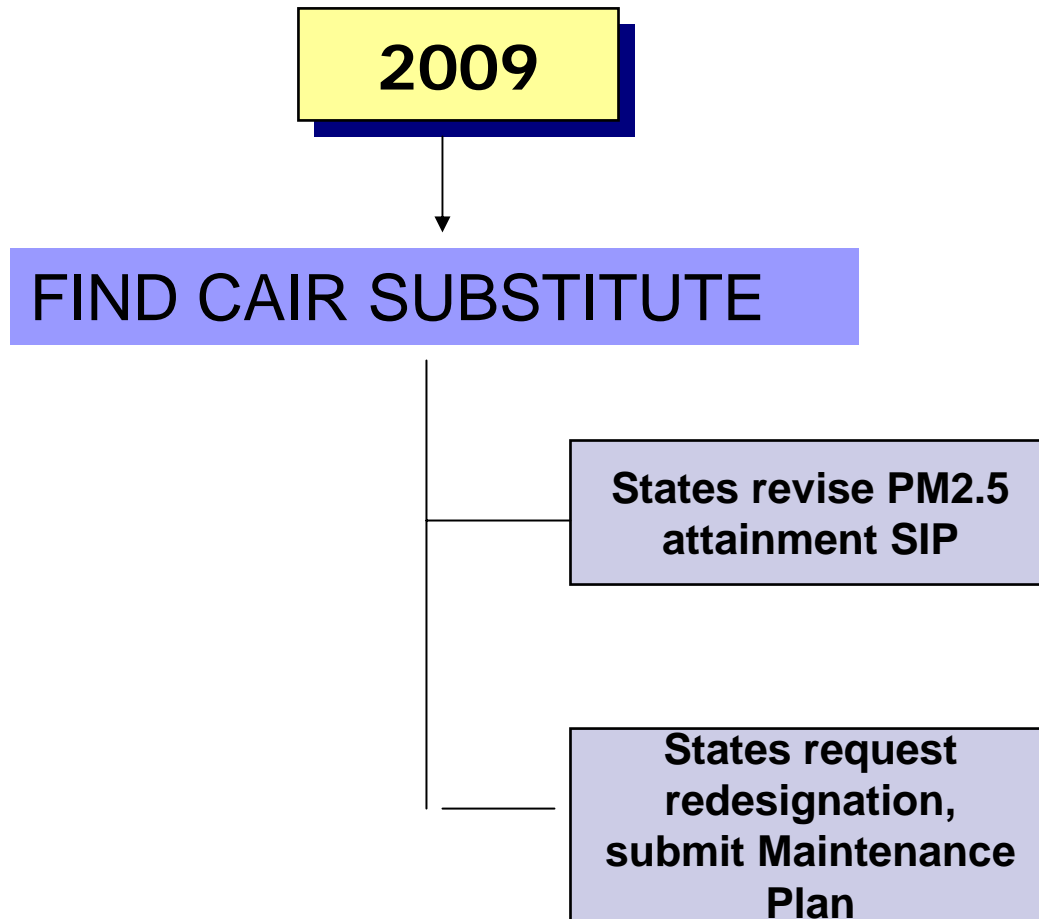 2009
FIND CAIR SUBSTITUTE
States revise PM2.5
attainment SIP
States request
redesignation,
submit Maintenance
Plan